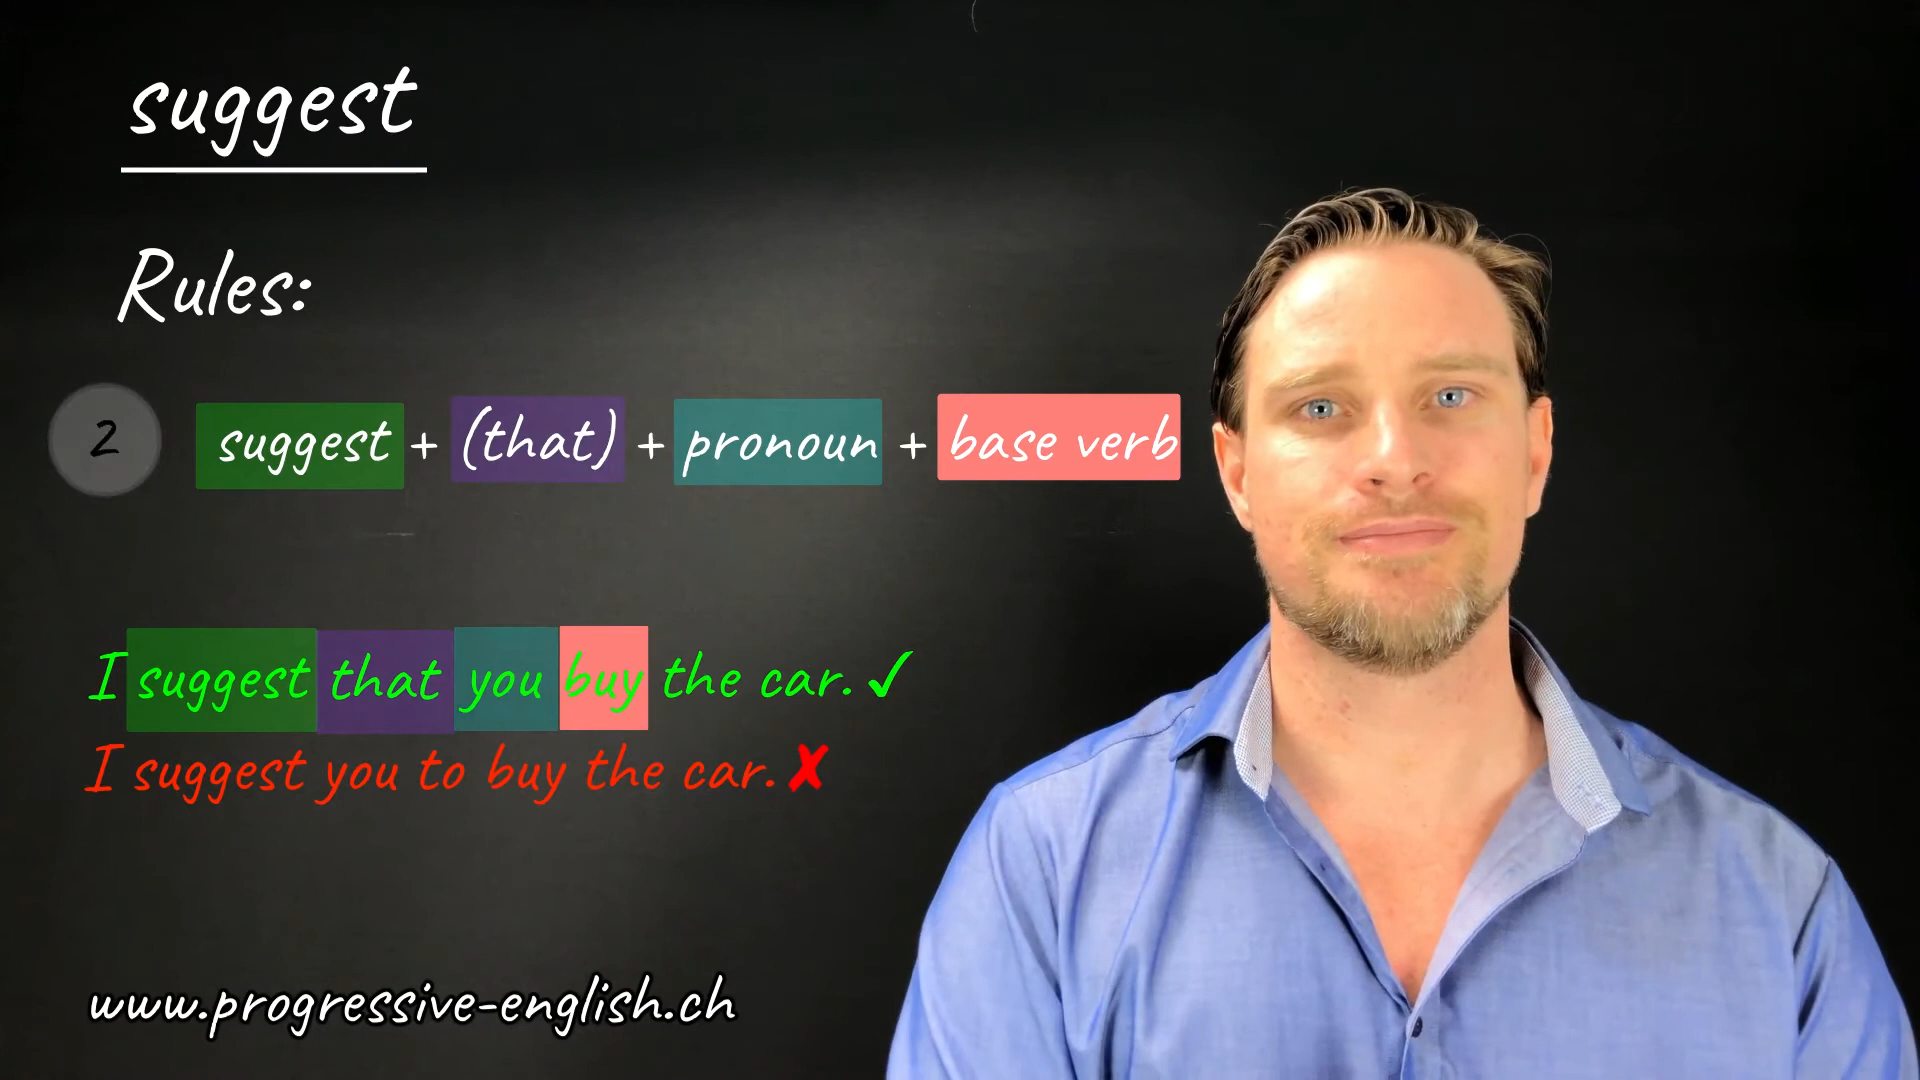 suggest
Rules:
2 suggest + (that) + pronoun + base verb
I suggest that you buy the car. ✓
I suggest you to buy the car. ✗
www.progressive-english.ch